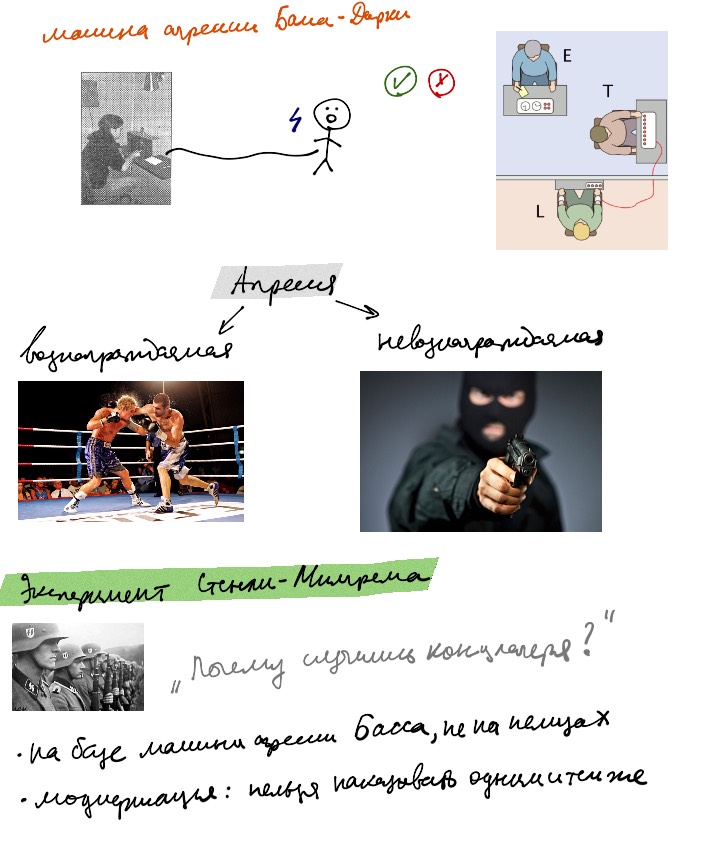 машина агрессии Басса-Дарки
E
T
L
Агрессия
вознаграждаемая
невознаграждаемая
Эксперимент Стенли-Милгрема
„Почему случились концлагеря?"
• на базе машины агрессии Басса, не на немцах
• модернизация: нельзя наказывать одним и тем же